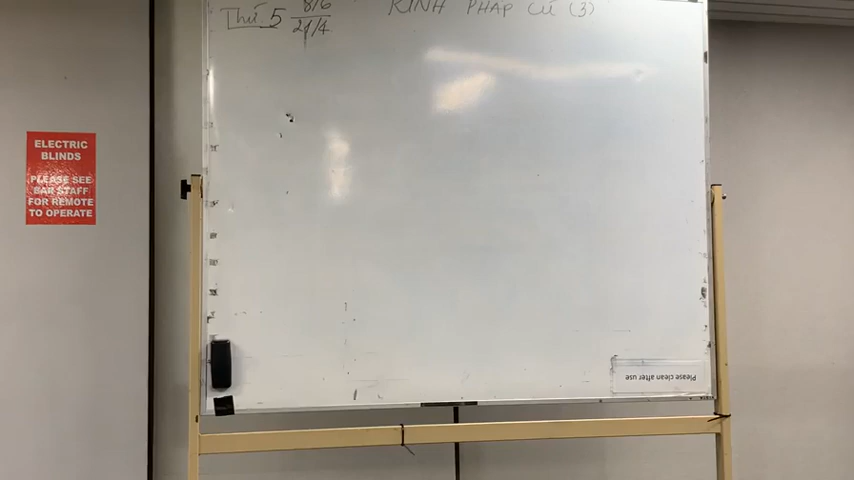 Thứ 5 8/6
21/4
KINH PHÁP CÚ (3)
ELECTRIC
BLINDS
PLEASE SEE
BAR STAFF
FOR REMOTE
TO OPERATE
Please clean after use